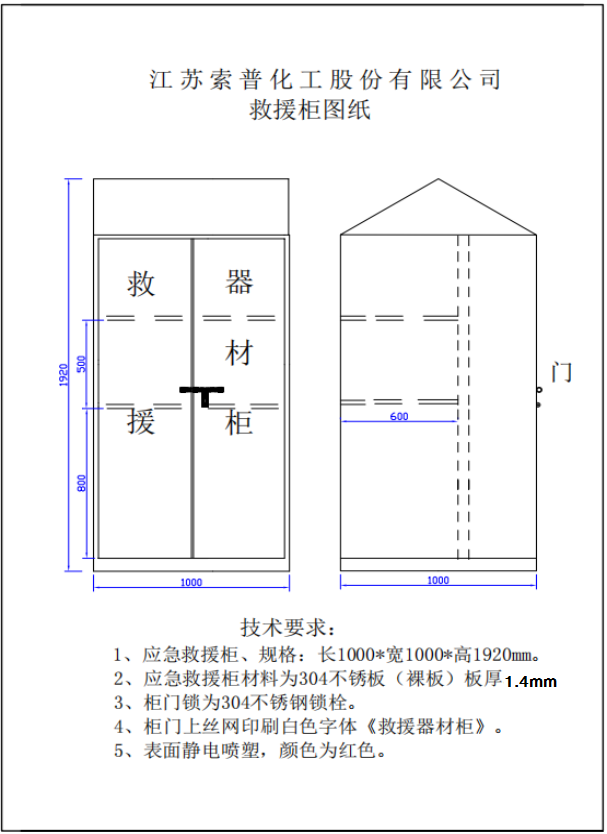 江苏索普化工股份有限公司
救援柜图纸
救 器
材
援 柜
门
1920
500
800
600
1000
1000
技术要求：
1、应急救援柜、规格：长1000*宽1000*高1920mm。
2、应急救援柜材料为304不锈板（裸板）板厚1.4mm
3、柜门锁为304不锈钢锁栓。
4、柜门上丝网印刷白色字体《救援器材柜》。
5、表面静电喷塑，颜色为红色。